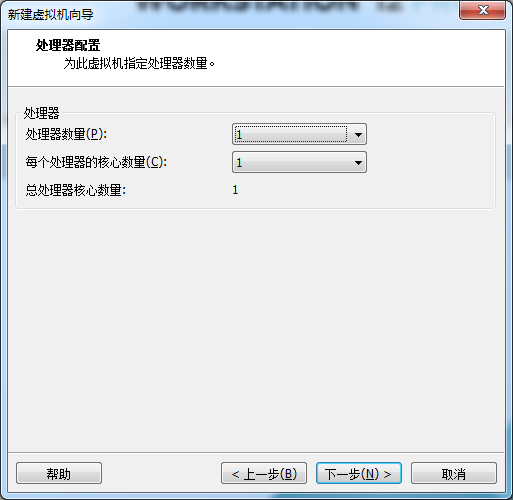 WORKSTATION 12
新建虚拟机向导
处理器配置
为此虚拟机指定处理器数量。
处理器
处理器数量(P): 1
每个处理器的核心数量(C): 1
总处理器核心数量: 1
帮助 < 上一步(B) 下一步(N) > 取消